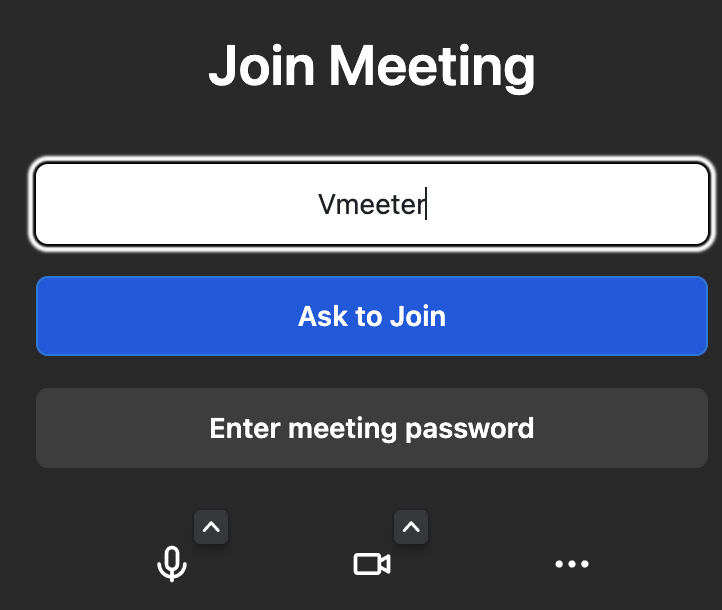 Join Meeting
Vmeeter
Ask to Join
Enter meeting password